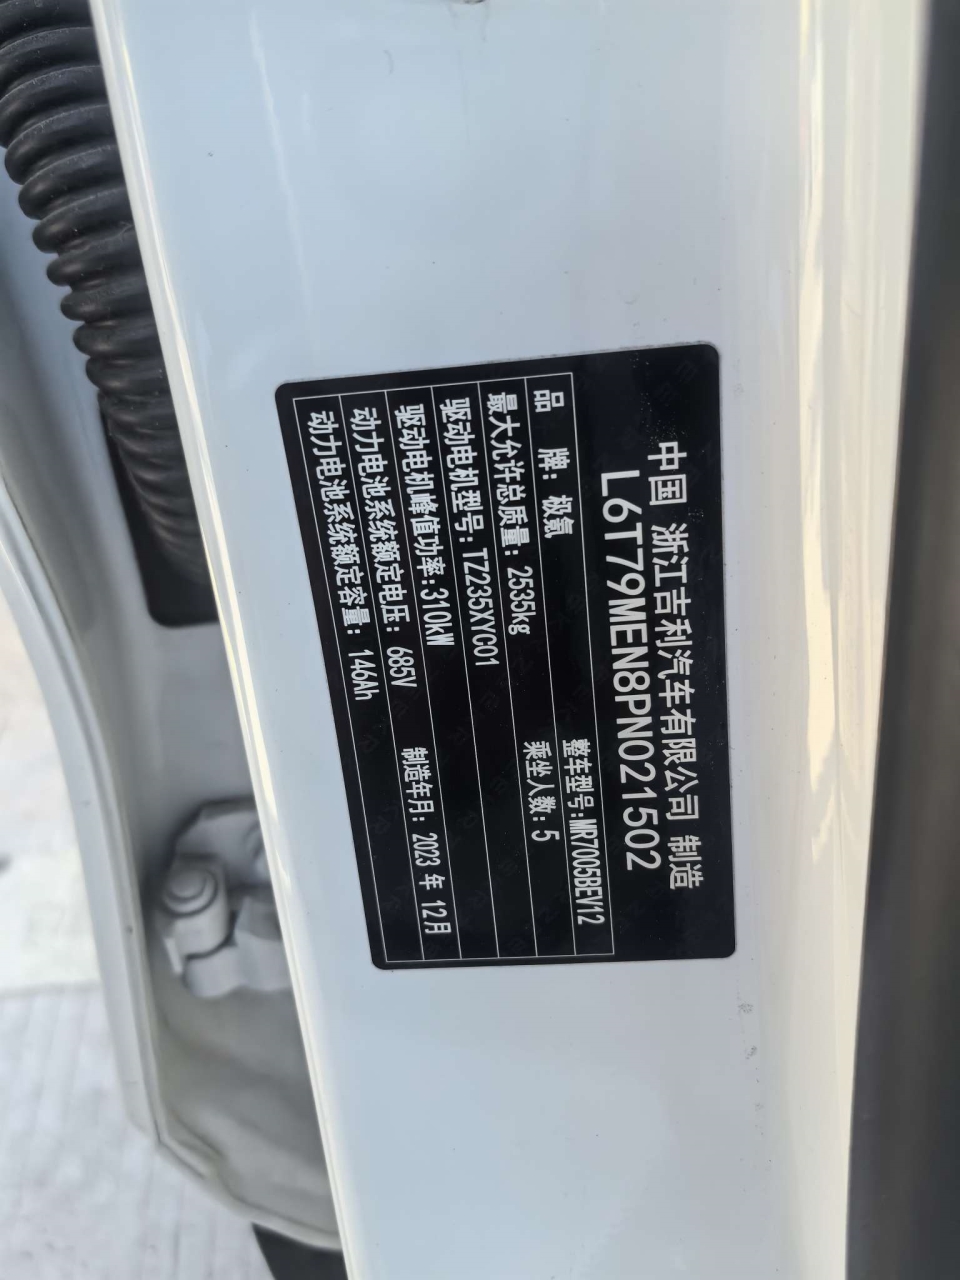 中国 浙江吉利汽车有限公司 制造
L6T79MEN8PN021502
品 牌: 极氪 整车型号:MR7005BEV12
最大允许总质量: 2535kg 乘坐人数: 5
驱动电机型号:TZ235XYC01
驱动电机峰值功率:310kW
动力电池系统额定电压: 685V 制造年月: 2023 年 12月
动力电池系统额定容量: 146Ah